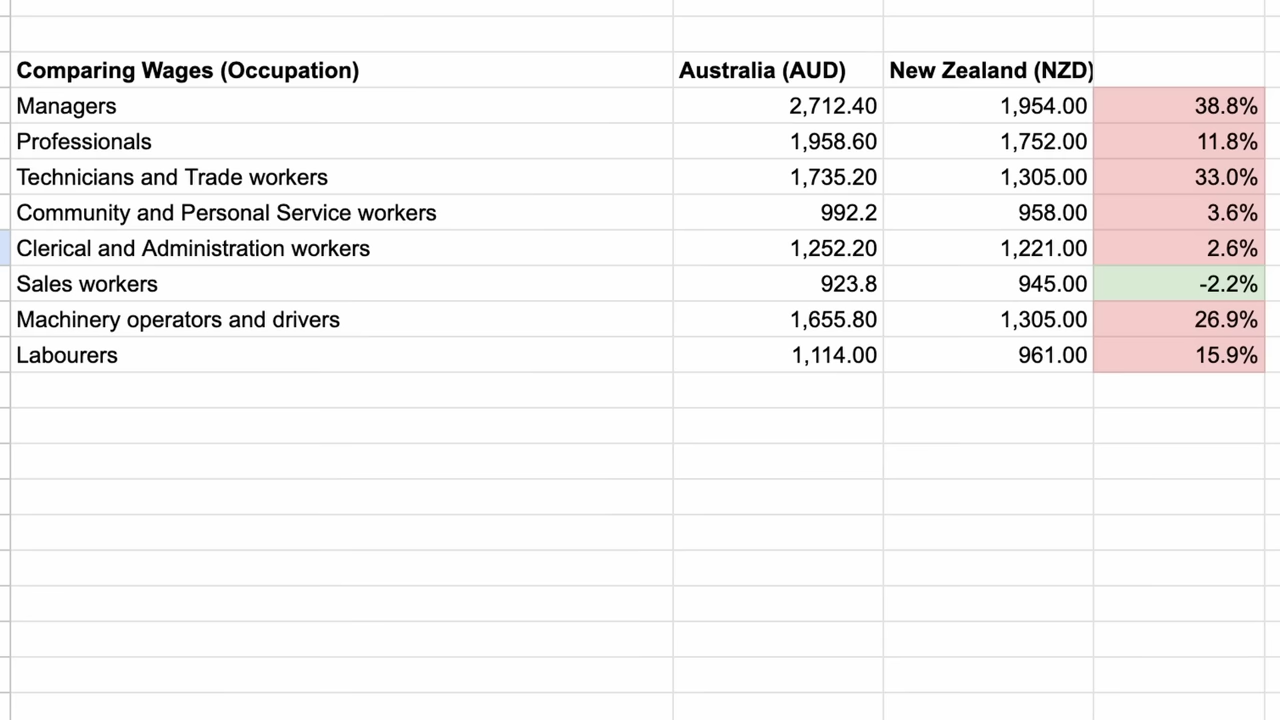 Comparing Wages (Occupation) Australia (AUD) New Zealand (NZD)
Managers 2,712.40 1,954.00 38.8%
Professionals 1,958.60 1,752.00 11.8%
Technicians and Trade workers 1,735.20 1,305.00 33.0%
Community and Personal Service workers 992.2 958.00 3.6%
Clerical and Administration workers 1,252.20 1,221.00 2.6%
Sales workers 923.8 945.00 -2.2%
Machinery operators and drivers 1,655.80 1,305.00 26.9%
Labourers 1,114.00 961.00 15.9%